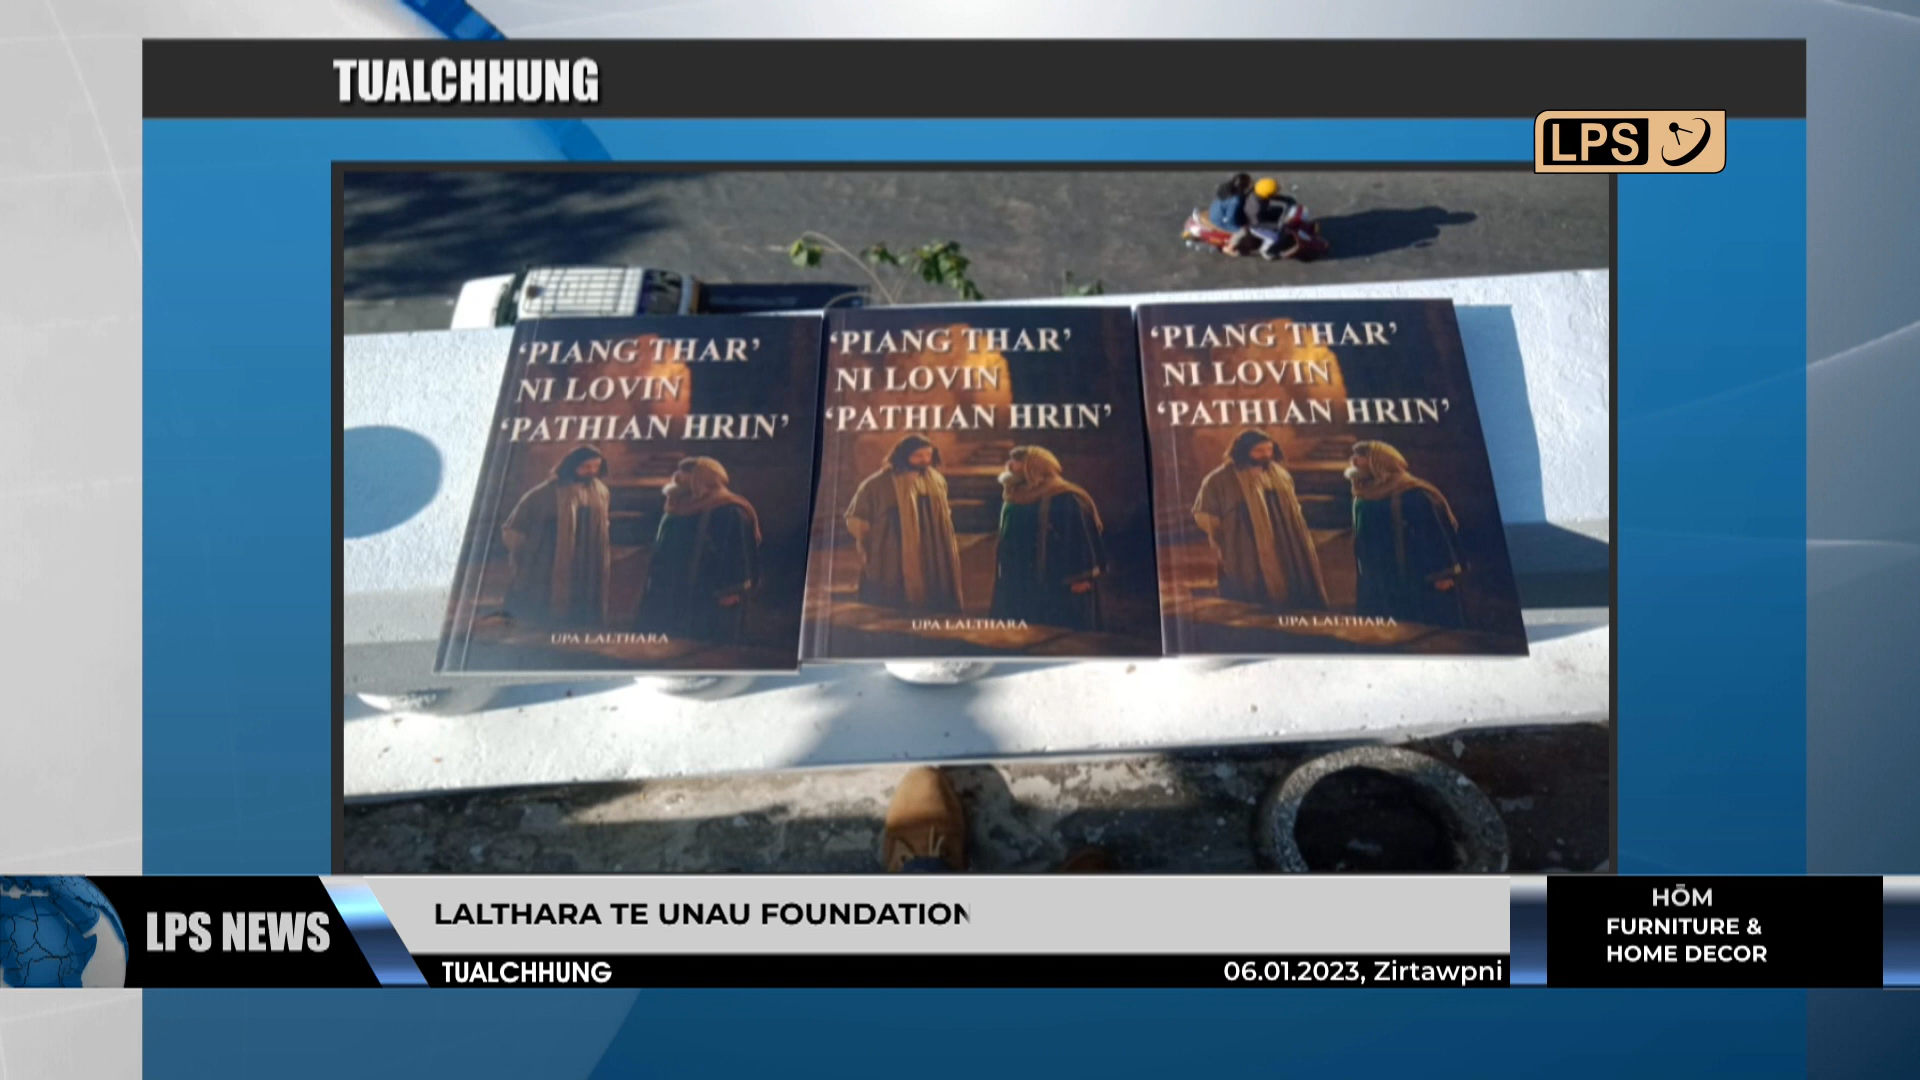 TUALCHHUNG
LPS
‘PIANG THAR’
NI LOVIN
‘PATHIAN HRIN’
UPA LALTHARA
‘PIANG THAR’
NI LOVIN
‘PATHIAN HRIN’
UPA LALTHARA
‘PIANG THAR’
NI LOVIN
‘PATHIAN HRIN’
UPA LALTHARA
LPS NEWS
LALTHARA TE UNAU FOUNDATION
TUALCHHUNG
06.01.2023, Zirtawpni
HŌM
FURNITURE &
HOME DECOR